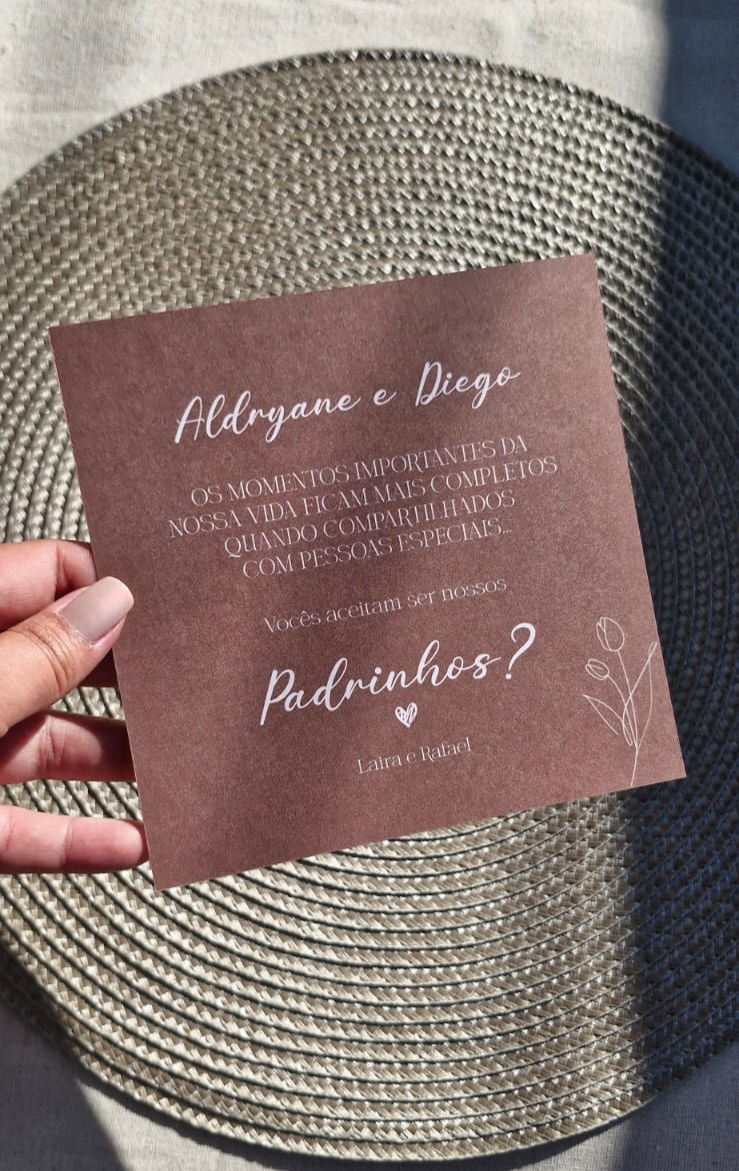 Aldryane e Diego
OS MOMENTOS IMPORTANTES DA
NOSSA VIDA FICAM MAIS COMPLETOS
QUANDO COMPARTILHADOS
COM PESSOAS ESPECIAIS...
Vocês aceitam ser nossos
Padrinhos?
Laira e Rafael